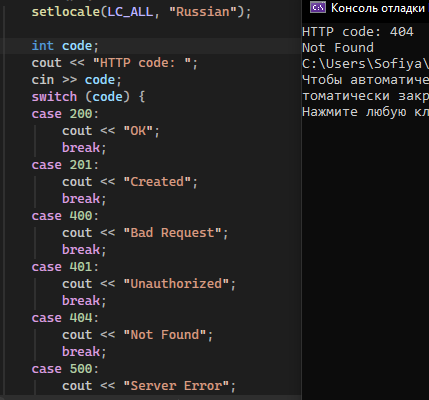 setlocale(LC_ALL, "Russian");
int code;
cout << "HTTP code: ";
cin >> code;
switch (code) {
case 200:
cout << "OK";
break;
case 201:
cout << "Created";
break;
case 400:
cout << "Bad Request";
break;
case 401:
cout << "Unauthorized";
break;
case 404:
cout << "Not Found";
break;
case 500:
cout << "Server Error";
Консоль отладки
HTTP code: 404
Not Found
C:\Users\Sofiya\
Чтобы автоматиче
томатически закр
Нажмите любую кл